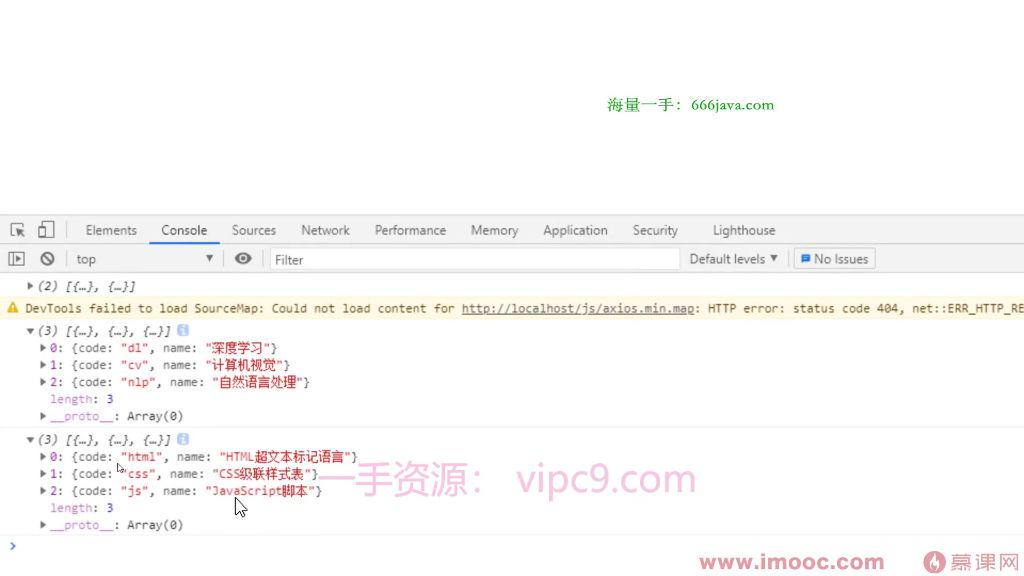 海量一手：666java.com
Elements Console Sources Network Performance Memory Application Security Lighthouse
top Filter Default levels No Issues
(2) [{…}, {…}]
DevTools failed to load SourceMap: Could not load content for http://localhost/js/axios.min.map: HTTP error: status code 404, net::ERR_HTTP_RE
(3) [{…}, {…}, {…}]
0: {code: "dl", name: "深度学习"}
1: {code: "cv", name: "计算机视觉"}
2: {code: "nlp", name: "自然语言处理"}
length: 3
__proto__: Array(0)
(3) [{…}, {…}, {…}]
0: {code: "html", name: "HTML超文本标记语言"}
1: {code: "css", name: "CSS级联样式表"}
2: {code: "js", name: "JavaScript脚本"}
一手资源： vipc9.com
length: 3
__proto__: Array(0)
www.imooc.com 慕课网